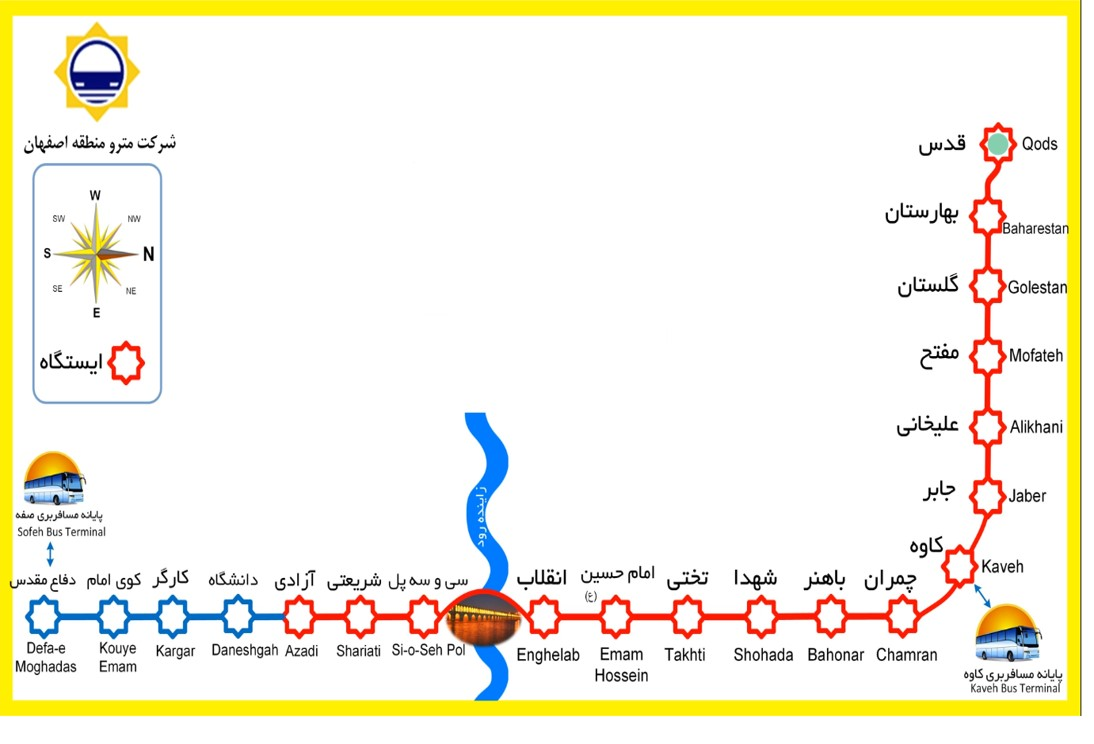 شرکت مترو منطقه اصفهان
W
SW
NW
S
N
SE
NE
E
ایستگاه
قدس
Qods
بهارستان
Baharestan
گلستان
Golestan
مفتح
Mofateh
علیخانی
Alikhani
جابر
Jaber
کاوه
Kaveh
پایانه مسافربری کاوه
Kaveh Bus Terminal
زاینده رود
پایانه مسافربری صفه
Sofeh Bus Terminal
دفاع مقدس
کوی امام
کارگر
دانشگاه
آزادی
شریعتی
سی و سه پل
انقلاب
امام حسین
(ع)
تختی
شهدا
باهنر
چمران
Defa-e
Moghadas
Kouye
Emam
Kargar
Daneshgah
Azadi
Shariati
Si-o-Seh Pol
Enghelab
Emam
Hossein
Takhti
Shohada
Bahonar
Chamran